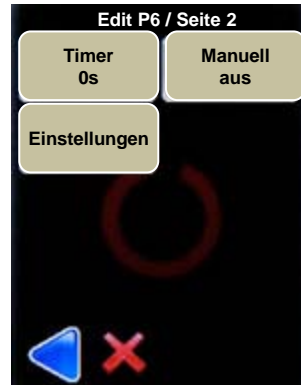 Edit P6 / Seite 2
Timer
0s
Manuell
aus
Einstellungen